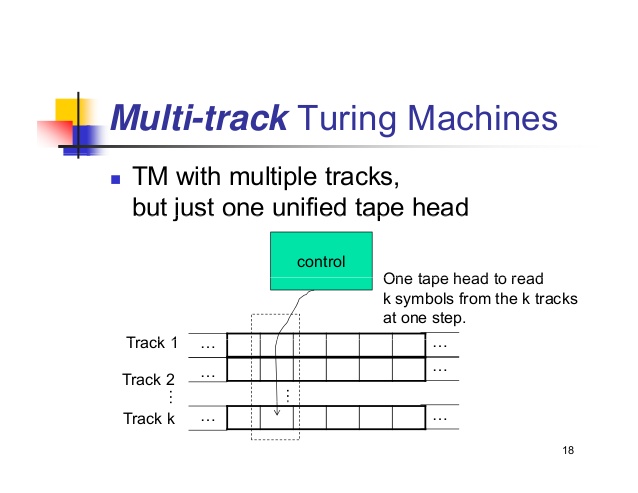 Multi-track Turing Machines
TM with multiple tracks,
but just one unified tape head
control
One tape head to read
k symbols from the k tracks
at one step.
Track 1 … …
Track 2 … …
⋮ ⋮
Track k … …
18